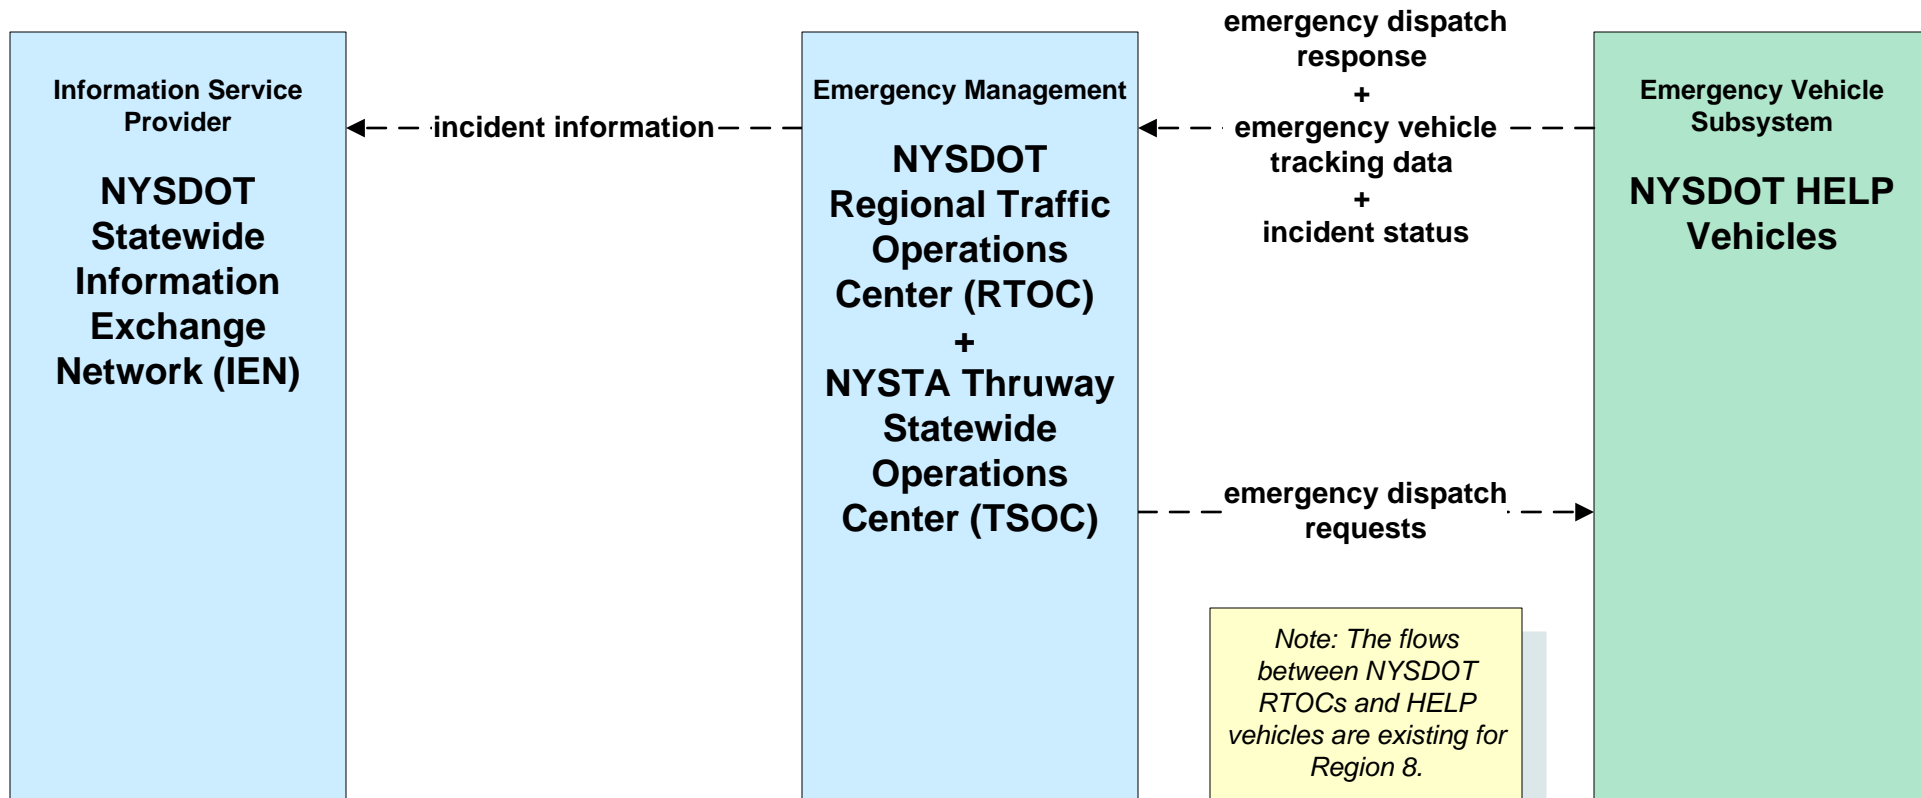 Information Service
Provider
NYSDOT
Statewide
Information
Exchange
Network (IEN)
incident information
Emergency Management
NYSDOT
Regional Traffic
Operations
Center (RTOC)
+
NYSTA Thruway
Statewide
Operations
Center (TSOC)
emergency dispatch
response
+
emergency vehicle
tracking data
+
incident status
emergency dispatch
requests
Note: The flows
between NYSDOT
RTOCs and HELP
vehicles are existing for
Region 8.
Emergency Vehicle
Subsystem
NYSDOT HELP
Vehicles